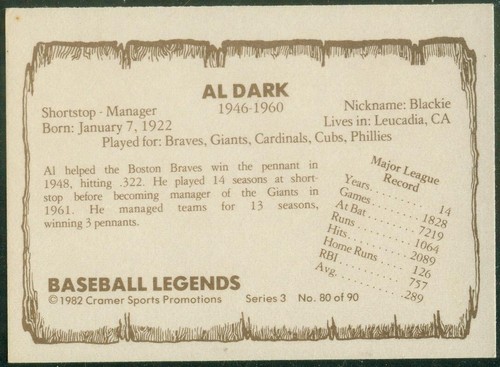 AL DARK
1946-1960
Shortstop - Manager
Nickname: Blackie
Born: January 7, 1922
Lives in: Leucadia, CA
Played for: Braves, Giants, Cardinals, Cubs, Phillies
Al helped the Boston Braves win the pennant in
1948, hitting .322. He played 14 seasons at short-
stop before becoming manager of the Giants in
1961. He managed teams for 13 seasons,
winning 3 pennants.
Major League
Record
Years. . . . . . . . . . . 14
Games . . . . . . . . 1828
At Bat . . . . . . . . . 7219
Runs . . . . . . . . . . 1064
Hits. . . . . . . . . . . 2089
Home Runs . . . . . 126
RBI . . . . . . . . . . . . 757
Avg. . . . . . . . . . . . .289
BASEBALL LEGENDS
©1982 Cramer Sports Promotions Series 3 No. 80 of 90